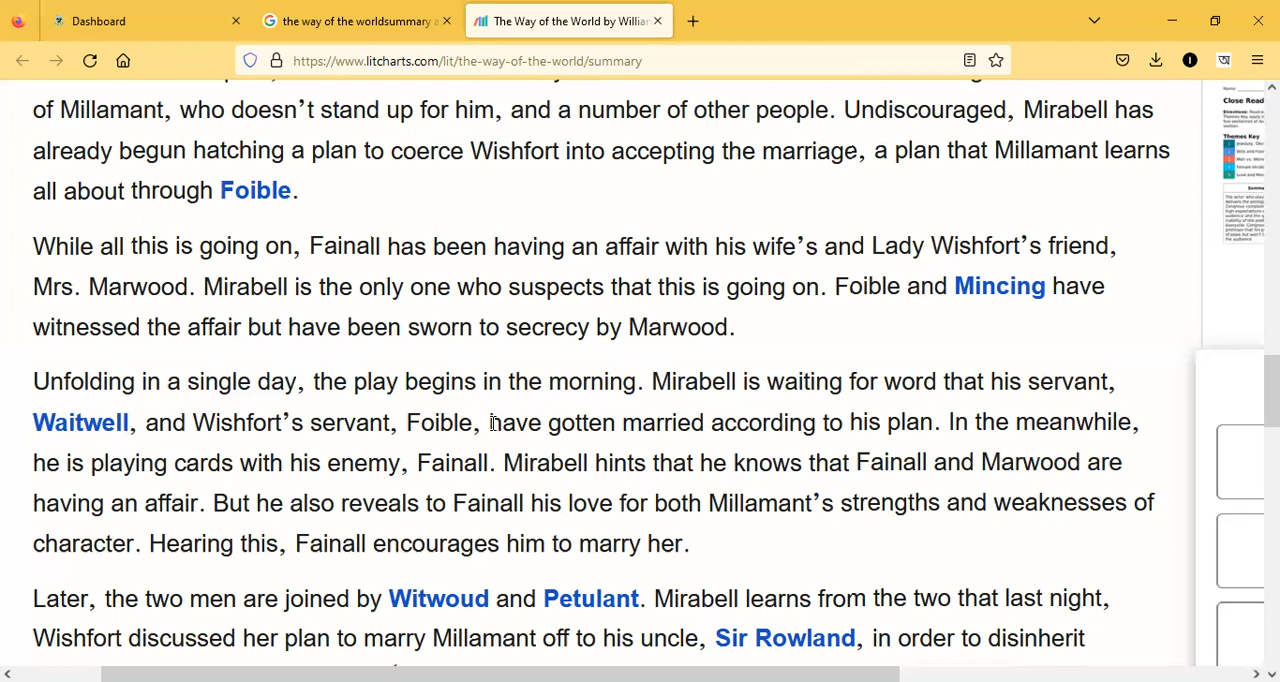 Dashboard
the way of the worldsummary a
The Way of the World by Willian
https://www.litcharts.com/lit/the-way-of-the-world/summary
of Millamant, who doesn’t stand up for him, and a number of other people. Undiscouraged, Mirabell has
already begun hatching a plan to coerce Wishfort into accepting the marriage, a plan that Millamant learns
all about through Foible.
While all this is going on, Fainall has been having an affair with his wife’s and Lady Wishfort’s friend,
Mrs. Marwood. Mirabell is the only one who suspects that this is going on. Foible and Mincing have
witnessed the affair but have been sworn to secrecy by Marwood.
Unfolding in a single day, the play begins in the morning. Mirabell is waiting for word that his servant,
Waitwell, and Wishfort’s servant, Foible, have gotten married according to his plan. In the meanwhile,
he is playing cards with his enemy, Fainall. Mirabell hints that he knows that Fainall and Marwood are
having an affair. But he also reveals to Fainall his love for both Millamant’s strengths and weaknesses of
character. Hearing this, Fainall encourages him to marry her.
Later, the two men are joined by Witwoud and Petulant. Mirabell learns from the two that last night,
Wishfort discussed her plan to marry Millamant off to his uncle, Sir Rowland, in order to disinherit
Name:
Close Read
Themes Key